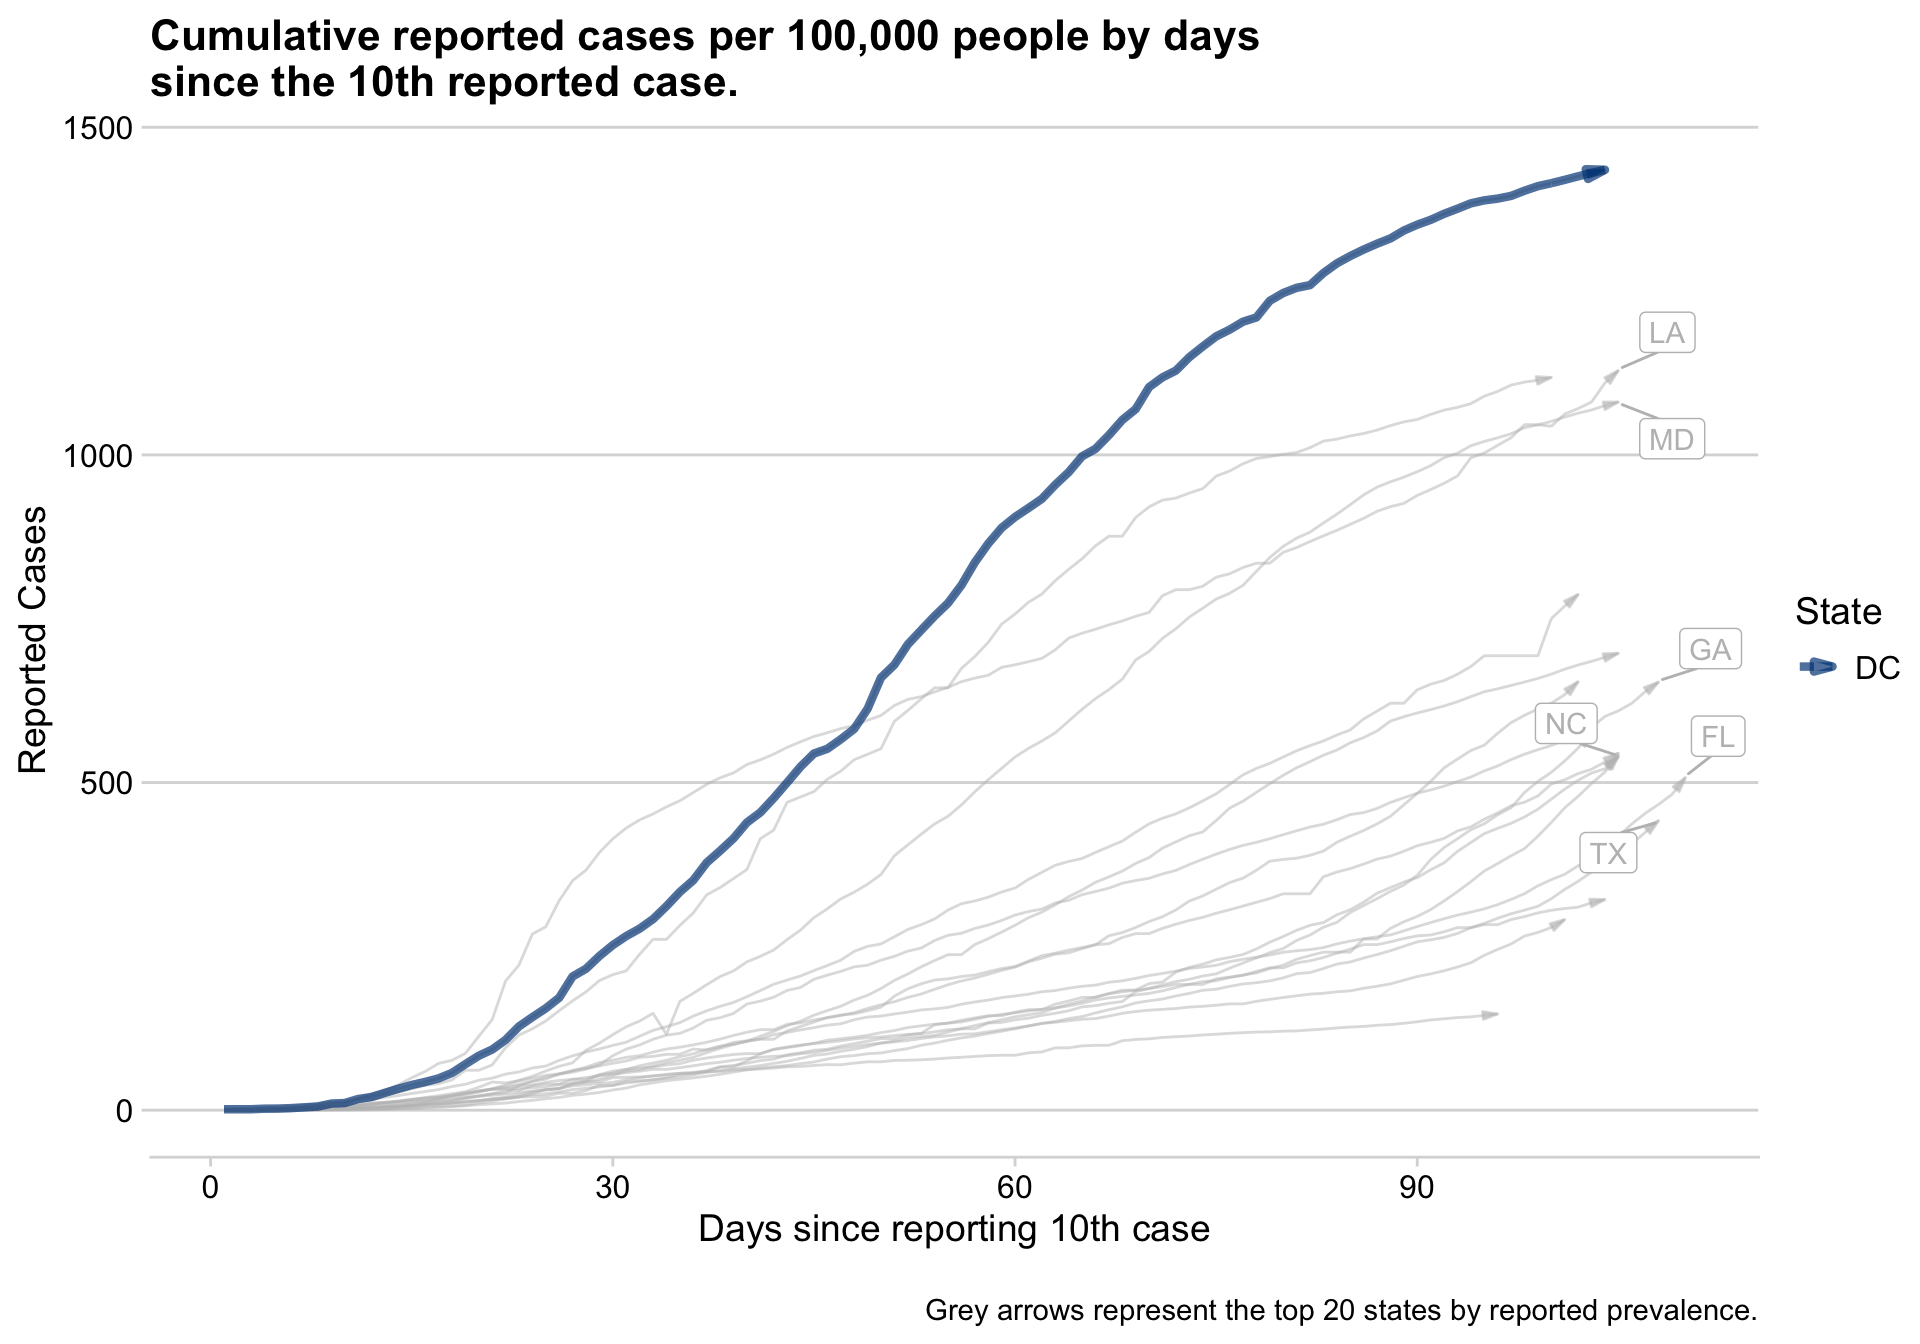 Cumulative reported cases per 100,000 people by days
since the 10th reported case.
1500
1000
500
0
Reported Cases
LA
MD
GA
NC
FL
TX
State
DC
0 30 60 90
Days since reporting 10th case
Grey arrows represent the top 20 states by reported prevalence.